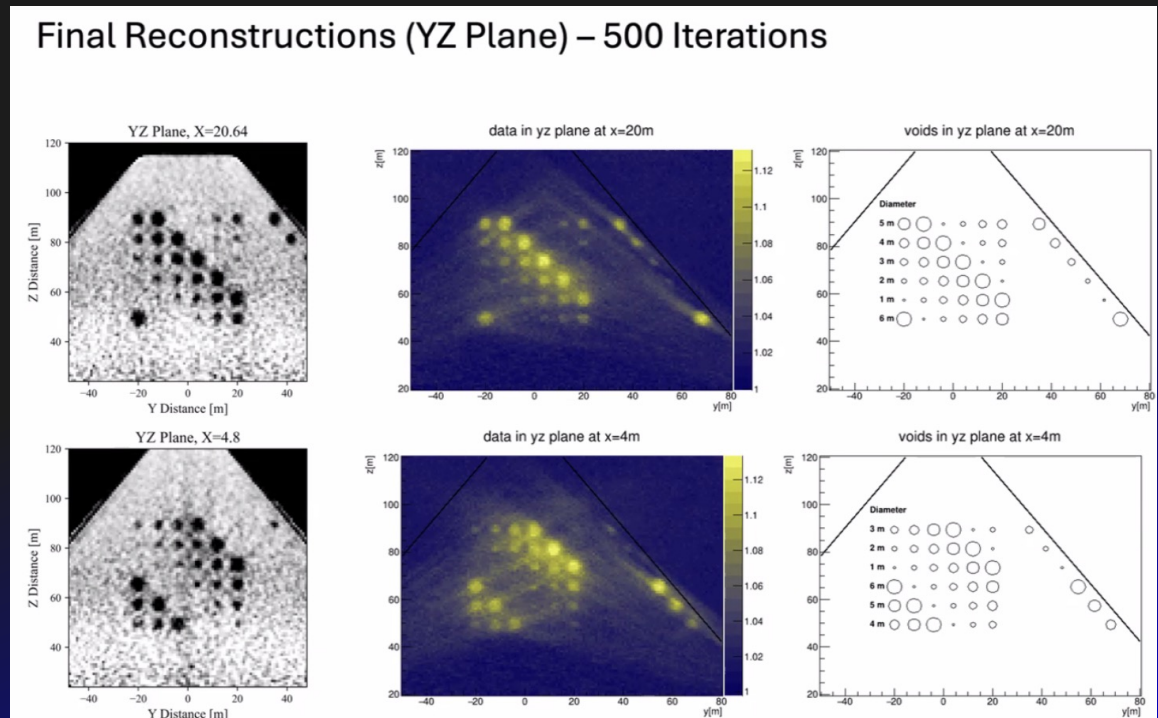 Final Reconstructions (YZ Plane) – 500 Iterations
YZ Plane, X=20.64
120
100
80
60
40
Z Distance [m]
−40
−20
0
20
40
Y Distance [m]
data in yz plane at x=20m
z[m]
120
100
80
60
40
20
−40
−20
0
20
40
60
80
y[m]
1.12
1.1
1.08
1.06
1.04
1.02
1
voids in yz plane at x=20m
z[m]
120
100
80
60
40
20
Diameter
5 m
4 m
3 m
2 m
1 m
6 m
−40
−20
0
20
40
60
80
y[m]
YZ Plane, X=4.8
120
100
80
60
40
Z Distance [m]
−40
−20
0
20
40
Y Distance [m]
data in yz plane at x=4m
z[m]
120
100
80
60
40
20
−40
−20
0
20
40
60
80
y[m]
1.12
1.1
1.08
1.06
1.04
1.02
1
voids in yz plane at x=4m
z[m]
120
100
80
60
40
20
Diameter
3 m
2 m
1 m
6 m
5 m
4 m
−40
−20
0
20
40
60
80
y[m]